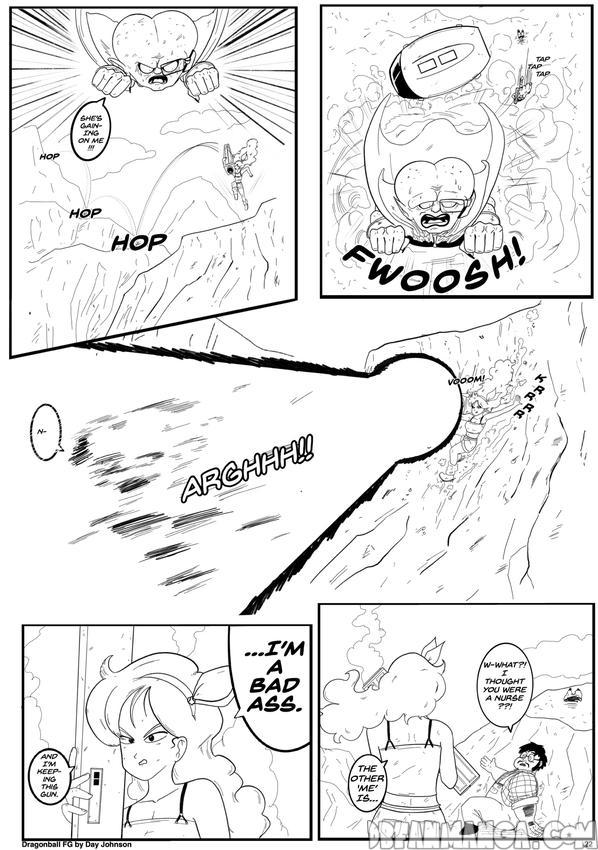 SHE'S
GAIN-
ING
ON ME
!!!
HOP
HOP
HOP
TAP
TAP
TAP
FWOOSH!
VOOOM!
KRRRR
N-
ARGHHH!!
W-WHAT?!
I
THOUGHT
YOU WERE
A NURSE
??!
THE
OTHER 'ME'
IS...
...I'M
A
BAD
ASS.
AND
I'M
KEEP-
ING
THIS
GUN.
Dragonball FG by Day Johnson
DBFANMANGA.COM
22